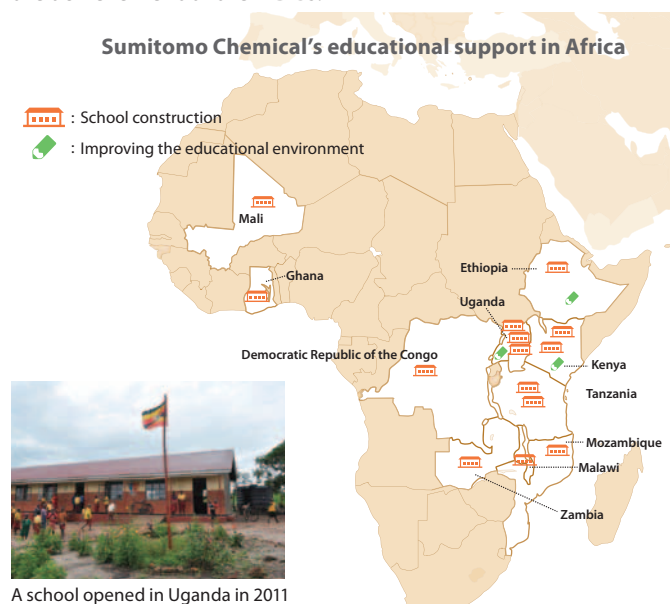 Sumitomo Chemical's educational support in Africa
: School construction
: Improving the educational environment
Mali
Ghana
Ethiopia
Uganda
Democratic Republic of the Congo
Kenya
Tanzania
Mozambique
Malawi
Zambia
A school opened in Uganda in 2011